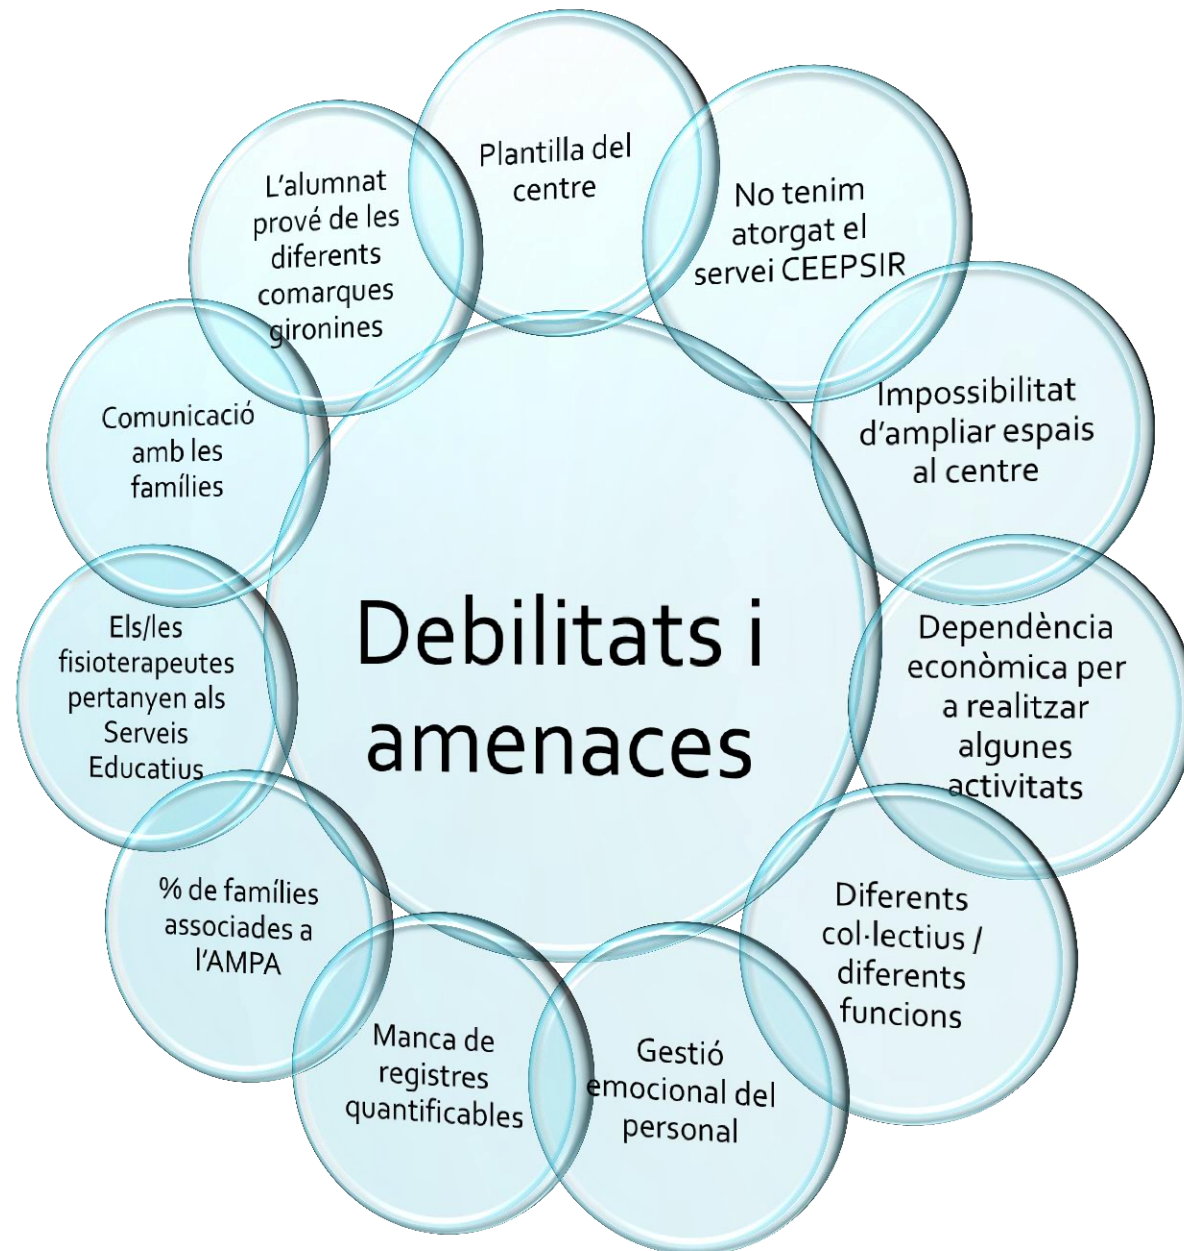 Plantilla del
centre
No tenim
atorgat el
servei CEEPSIR
Impossibilitat
d'ampliar espais
al centre
Dependència
econòmica per
a realitzar
algunes
activitats
Diferents
col·lectius /
diferents
funcions
Gestió
emocional del
personal
Manca de
registres
quantificables
% de famílies
associades a
l'AMPA
Els/les
fisioterapeutes
pertanyen als
Serveis
Educatius
Comunicació
amb les
famílies
L'alumnat
prové de les
diferents
comarques
gironines
Debilitats i
amenaces